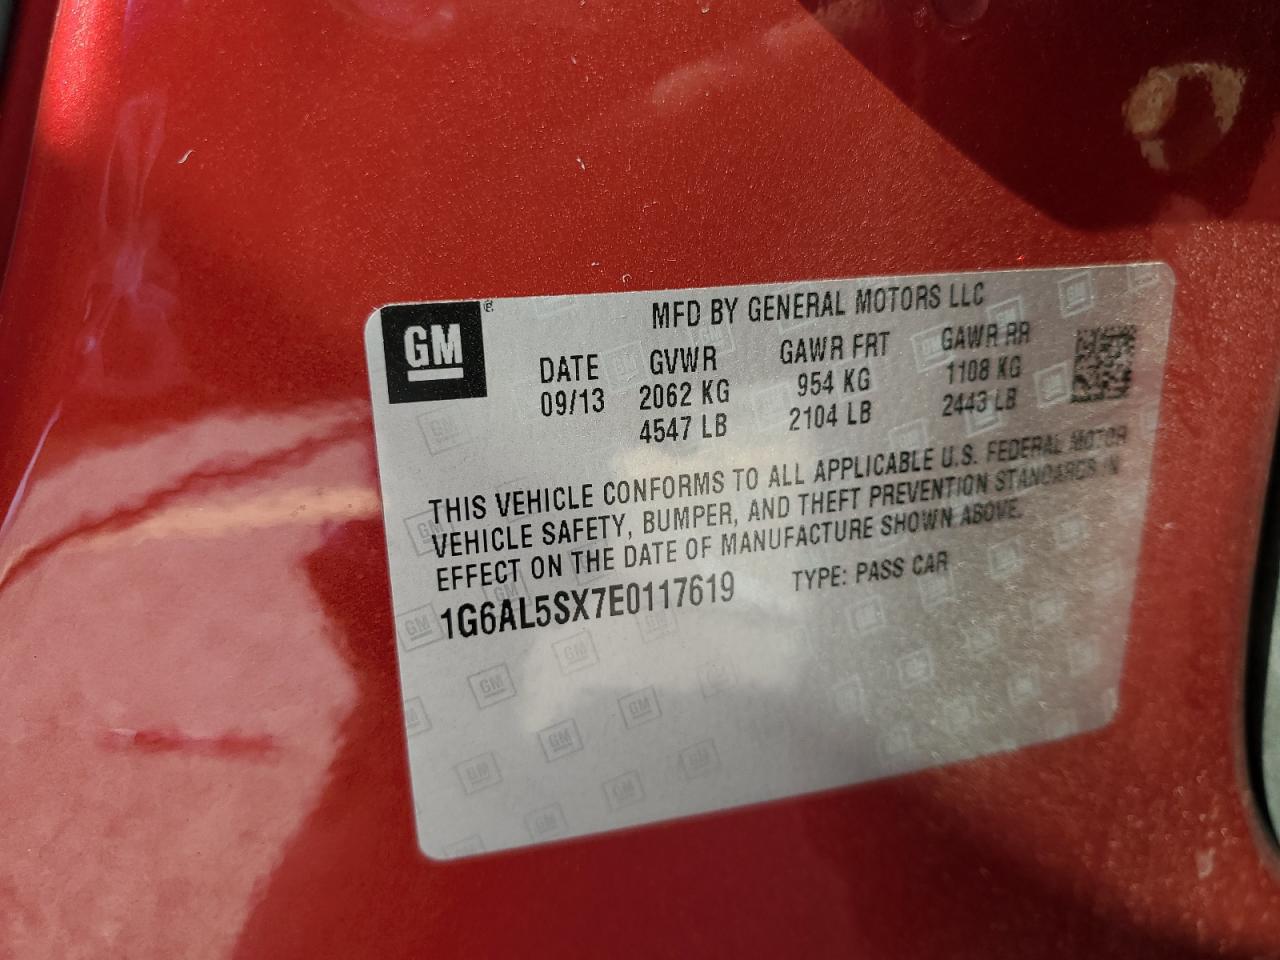 GM ®
MFD BY GENERAL MOTORS LLC
DATE GVWR GAWR FRT GAWR RR
09/13 2062 KG 954 KG 1108 KG
4547 LB 2104 LB 2443 LB
THIS VEHICLE CONFORMS TO ALL APPLICABLE U.S. FEDERAL MOTOR
VEHICLE SAFETY, BUMPER, AND THEFT PREVENTION STANDARDS IN
EFFECT ON THE DATE OF MANUFACTURE SHOWN ABOVE.
1G6AL5SX7E0117619 TYPE: PASS CAR